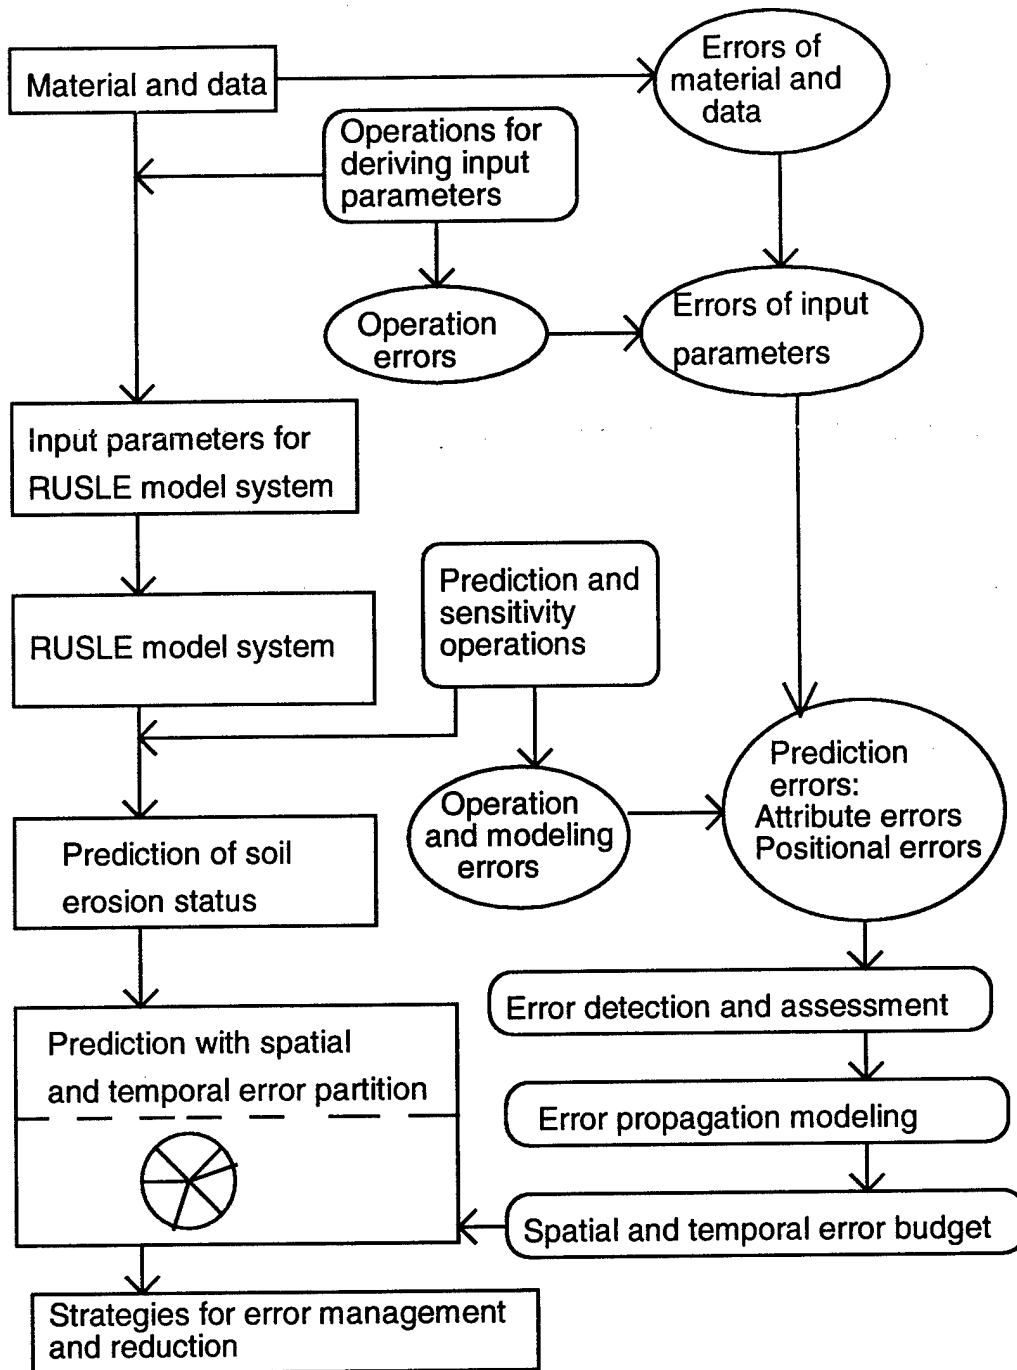 Material and data
Errors of
material and
data
Operations for
deriving input
parameters
Operation
errors
Errors of input
parameters
Input parameters for
RUSLE model system
RUSLE model system
Prediction and
sensitivity
operations
Operation
and modeling
errors
Prediction
errors:
Attribute errors
Positional errors
Prediction of soil
erosion status
Error detection and assessment
Prediction with spatial
and temporal error partition
Error propagation modeling
Spatial and temporal error budget
Strategies for error management
and reduction